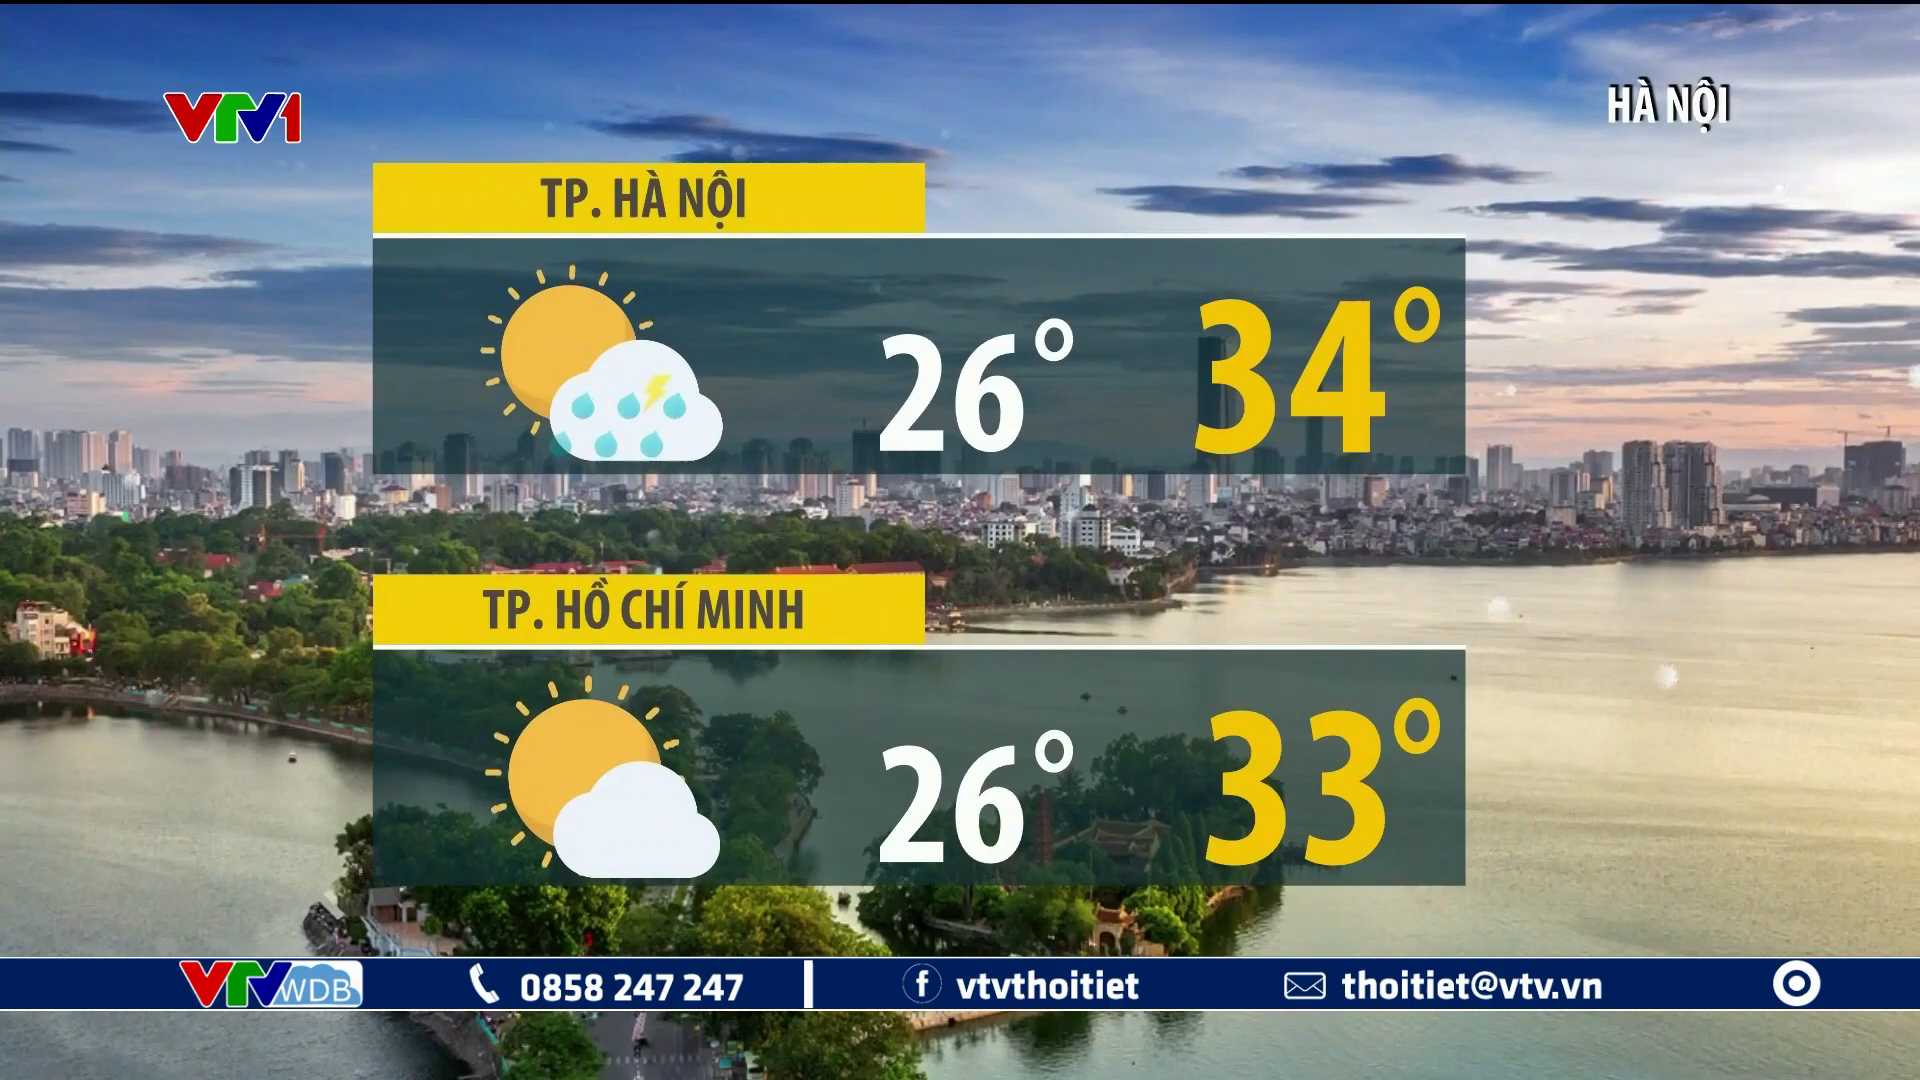 VTV1
HÀ NỘI
TP. HÀ NỘI
26° 34°
TP. HỒ CHÍ MINH
26° 33°
VTV WDB 0858 247 247 vtvthoitiet thoitiet@vtv.vn